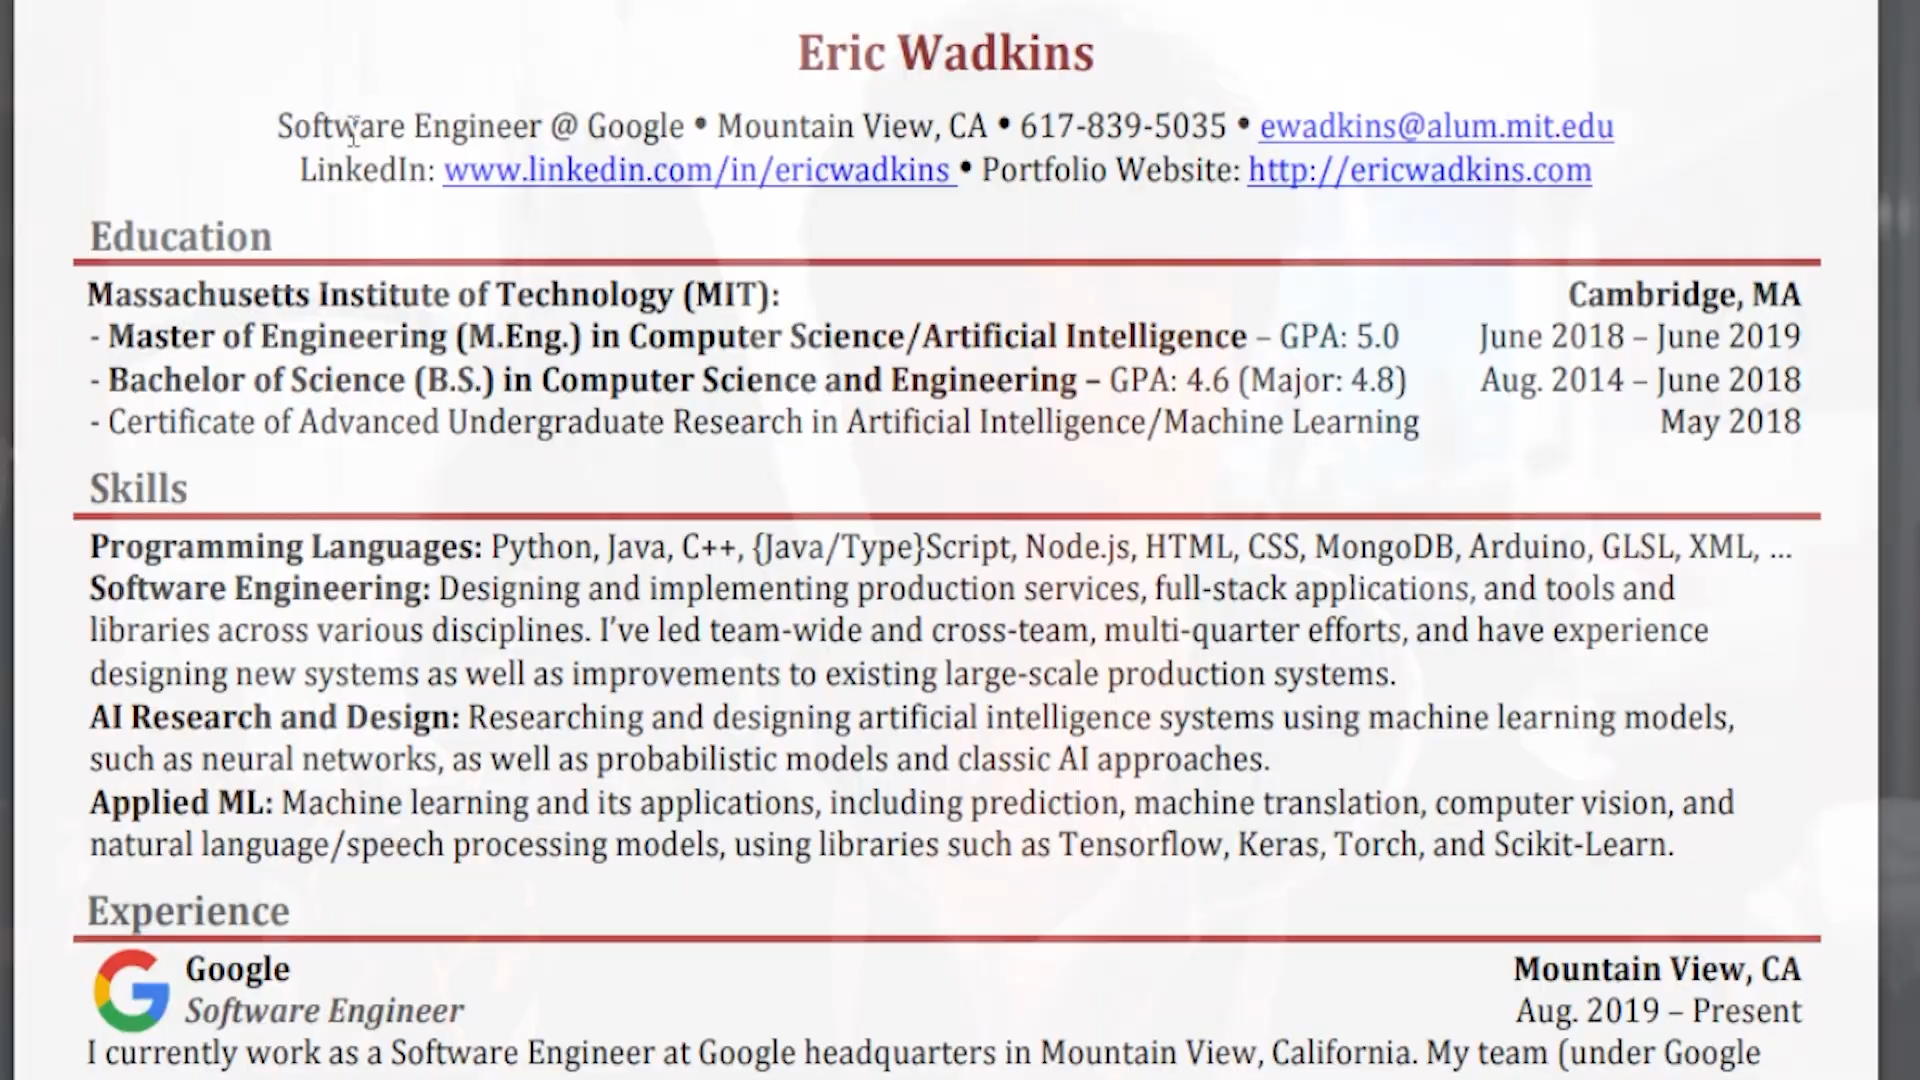 Eric Wadkins
Software Engineer @ Google • Mountain View, CA • 617-839-5035 • ewadkins@alum.mit.edu
LinkedIn: www.linkedin.com/in/ericwadkins • Portfolio Website: http://ericwadkins.com
Education
Massachusetts Institute of Technology (MIT): Cambridge, MA
- Master of Engineering (M.Eng.) in Computer Science/Artificial Intelligence – GPA: 5.0 June 2018 – June 2019
- Bachelor of Science (B.S.) in Computer Science and Engineering – GPA: 4.6 (Major: 4.8) Aug. 2014 – June 2018
- Certificate of Advanced Undergraduate Research in Artificial Intelligence/Machine Learning May 2018
Skills
Programming Languages: Python, Java, C++, {Java/Type}Script, Node.js, HTML, CSS, MongoDB, Arduino, GLSL, XML, ...
Software Engineering: Designing and implementing production services, full-stack applications, and tools and
libraries across various disciplines. I’ve led team-wide and cross-team, multi-quarter efforts, and have experience
designing new systems as well as improvements to existing large-scale production systems.
AI Research and Design: Researching and designing artificial intelligence systems using machine learning models,
such as neural networks, as well as probabilistic models and classic AI approaches.
Applied ML: Machine learning and its applications, including prediction, machine translation, computer vision, and
natural language/speech processing models, using libraries such as Tensorflow, Keras, Torch, and Scikit-Learn.
Experience
Google Mountain View, CA
Software Engineer Aug. 2019 – Present
I currently work as a Software Engineer at Google headquarters in Mountain View, California. My team (under Google